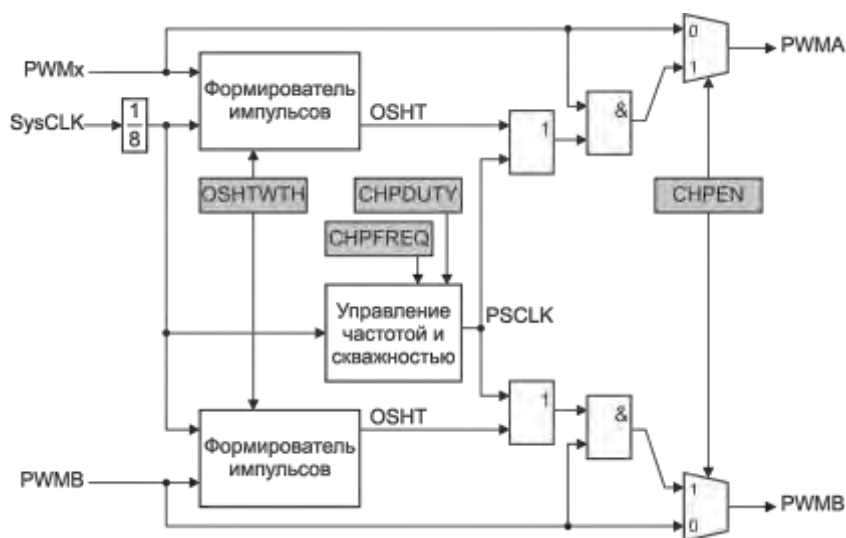 PWMx
SysCLK
1
8
Формирователь
импульсов
OSHT
1
&
0
1
PWMA
OSHTWTH
CHPDUTY
CHPFREQ
CHPEN
Управление
частотой и
скважностью
PSCLK
Формирователь
импульсов
OSHT
1
&
1
0
PWMB
PWMB